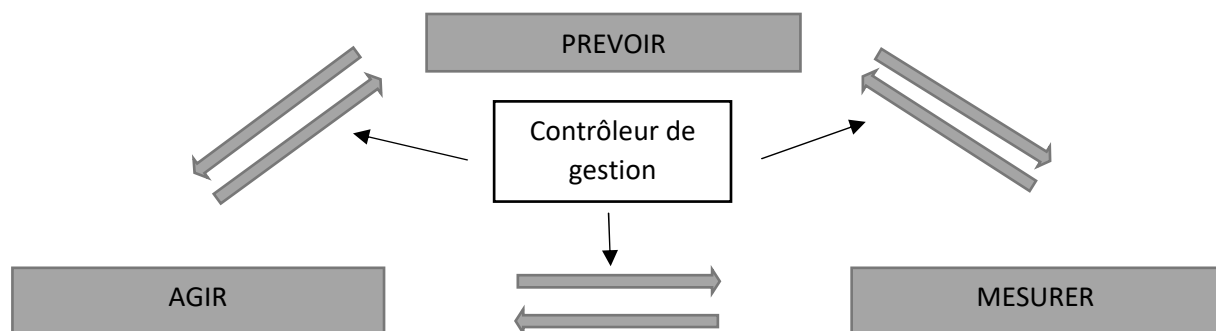 PREVOIR
Contrôleur de
gestion
AGIR
MESURER